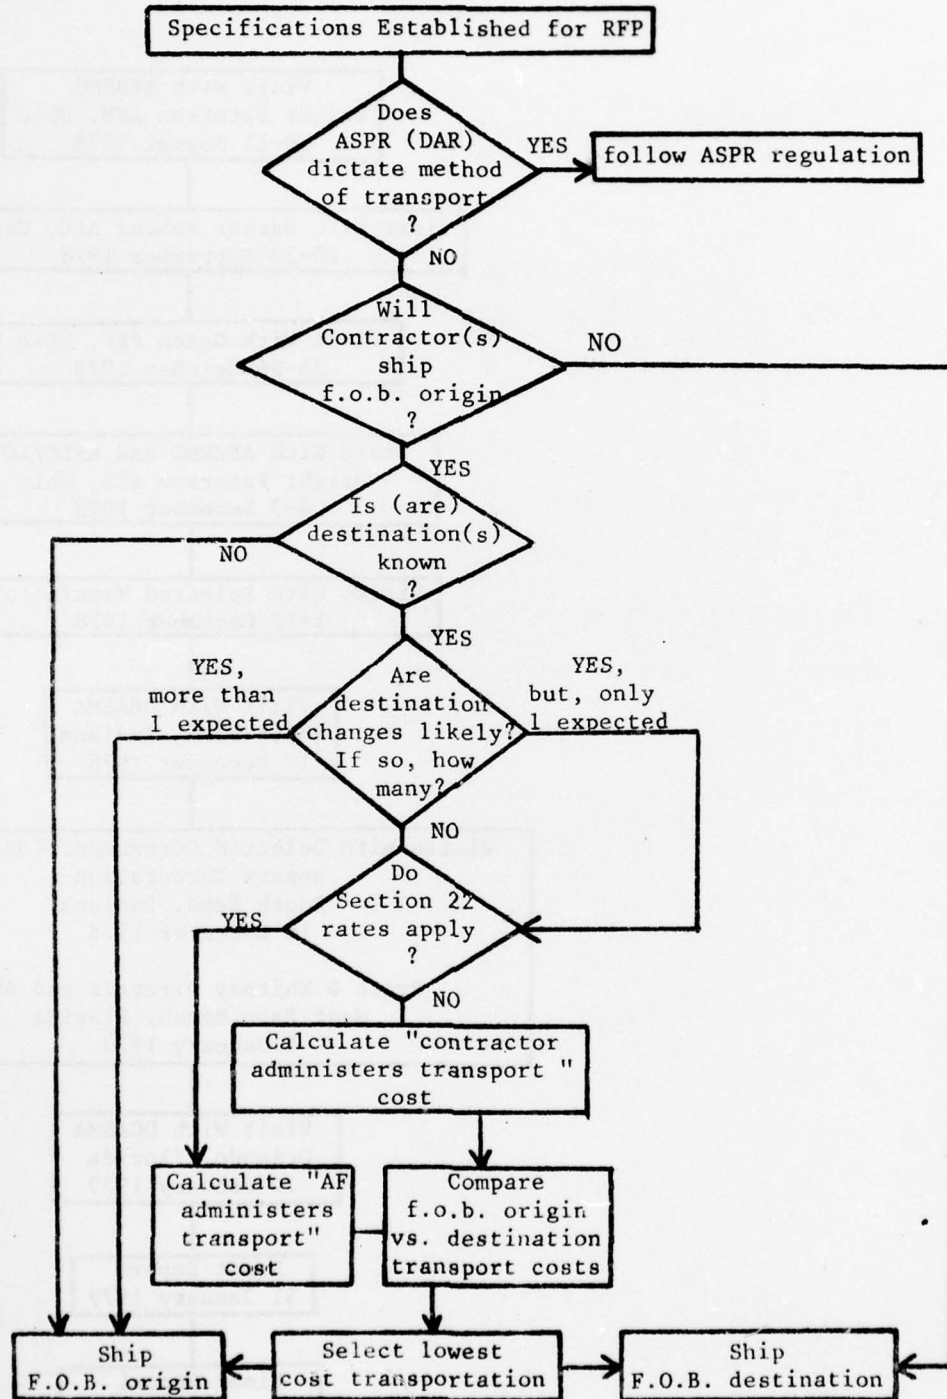 Specifications Established for RFP
Does
ASPR (DAR)
dictate method
of transport
?
YES
follow ASPR regulation
NO
Will
Contractor(s)
ship
f.o.b. origin
?
NO
YES
Is (are)
destination(s)
known
?
NO
YES
YES,
more than
1 expected
Are
destination
changes likely?
If so, how
many?
YES,
but, only
1 expected
NO
Do
Section 22
rates apply
?
YES
NO
Calculate "contractor
administers transport "
cost
Calculate "AF
administers
transport"
cost
Compare
f.o.b. origin
vs. destination
transport costs
Ship
F.O.B. origin
Select lowest
cost transportation
Ship
F.O.B. destination